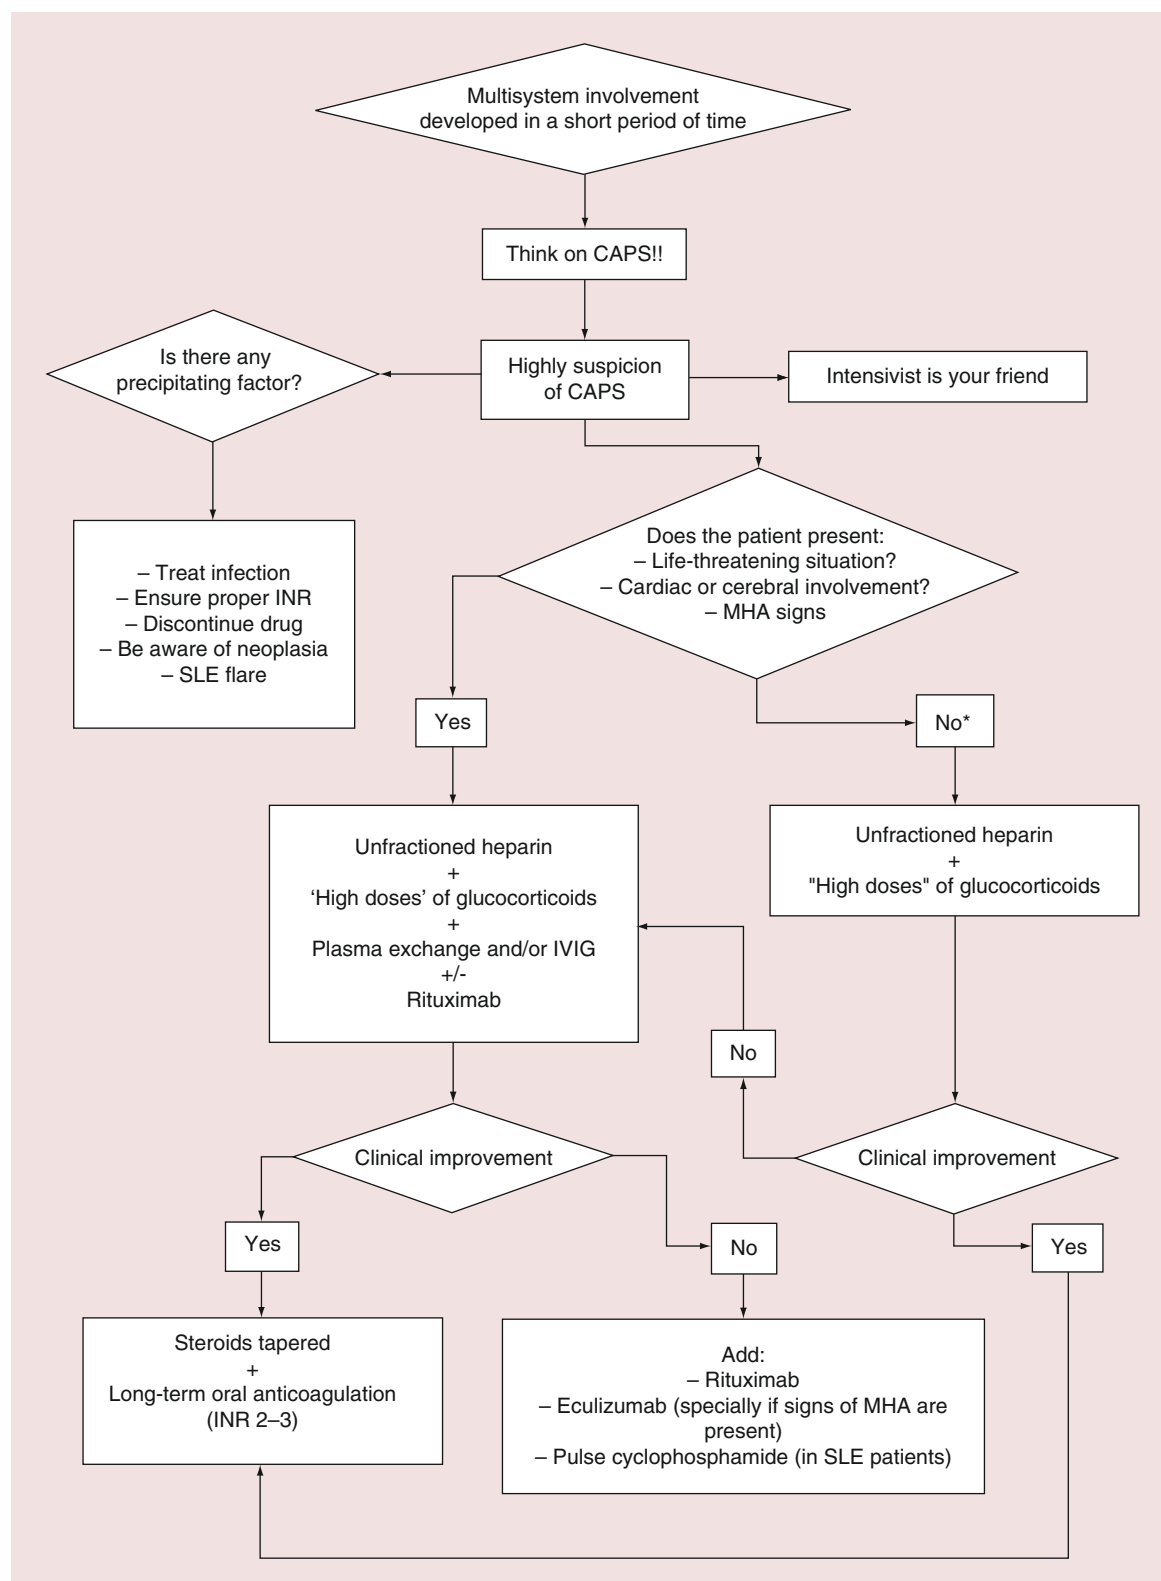 Multisystem involvement
developed in a short period of time
Think on CAPS!!
Is there any
precipitating factor?
Highly suspicion
of CAPS
Intensivist is your friend
– Treat infection
– Ensure proper INR
– Discontinue drug
– Be aware of neoplasia
– SLE flare
Does the patient present:
– Life-threatening situation?
– Cardiac or cerebral involvement?
– MHA signs
Yes
No*
Unfractioned heparin
+
‘High doses’ of glucocorticoids
+
Plasma exchange and/or IVIG
+/-
Rituximab
Unfractioned heparin
+
"High doses" of glucocorticoids
No
Clinical improvement
Clinical improvement
Yes
No
Yes
Steroids tapered
+
Long-term oral anticoagulation
(INR 2–3)
Add:
– Rituximab
– Eculizumab (specially if signs of MHA are
present)
– Pulse cyclophosphamide (in SLE patients)